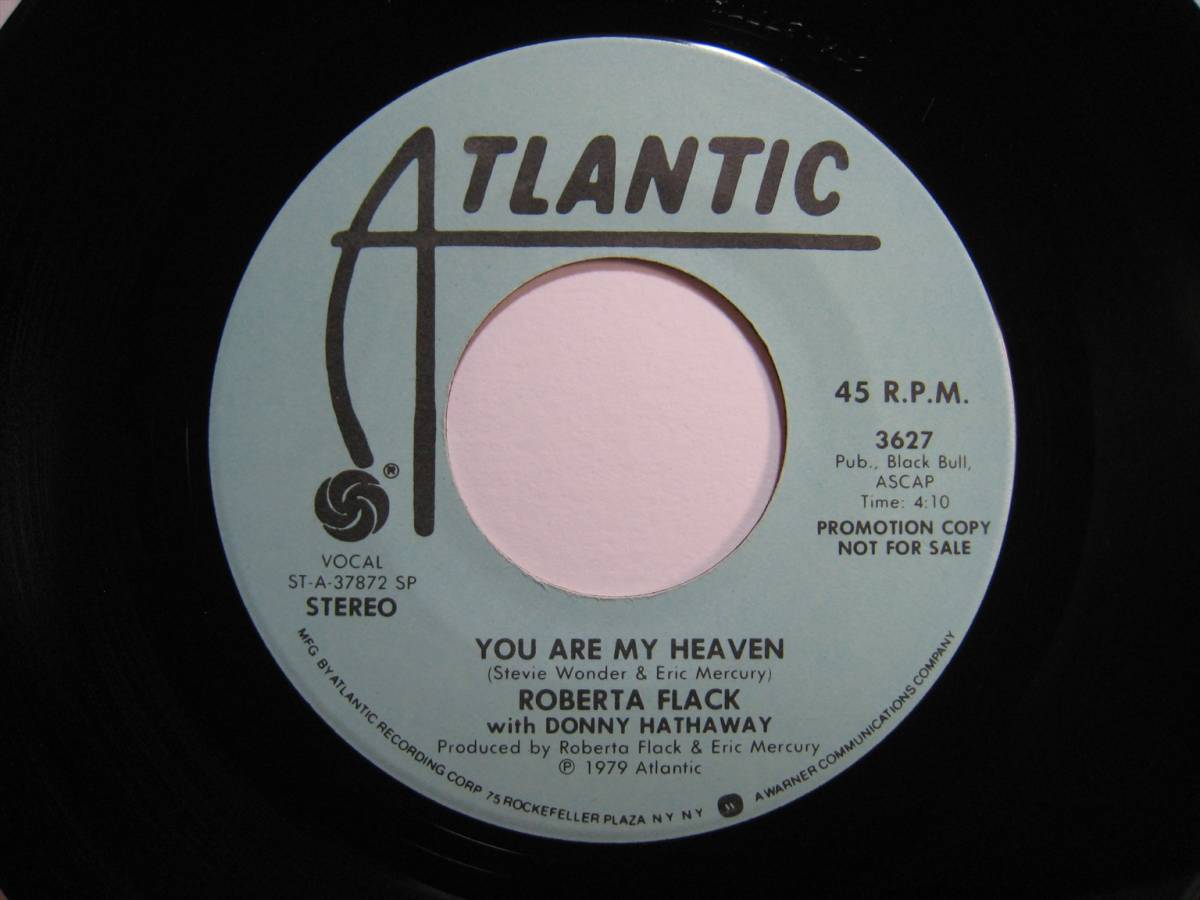 ATLANTIC
®
45 R.P.M.
3627
Pub., Black Bull,
ASCAP
Time: 4:10
PROMOTION COPY
NOT FOR SALE
VOCAL
ST-A-37872 SP
STEREO
YOU ARE MY HEAVEN
(Stevie Wonder & Eric Mercury)
ROBERTA FLACK
with DONNY HATHAWAY
Produced by Roberta Flack & Eric Mercury
℗ 1979 Atlantic
MFG. BY ATLANTIC RECORDING CORP. 75 ROCKEFELLER PLAZA N Y N Y A WARNER COMMUNICATIONS COMPANY